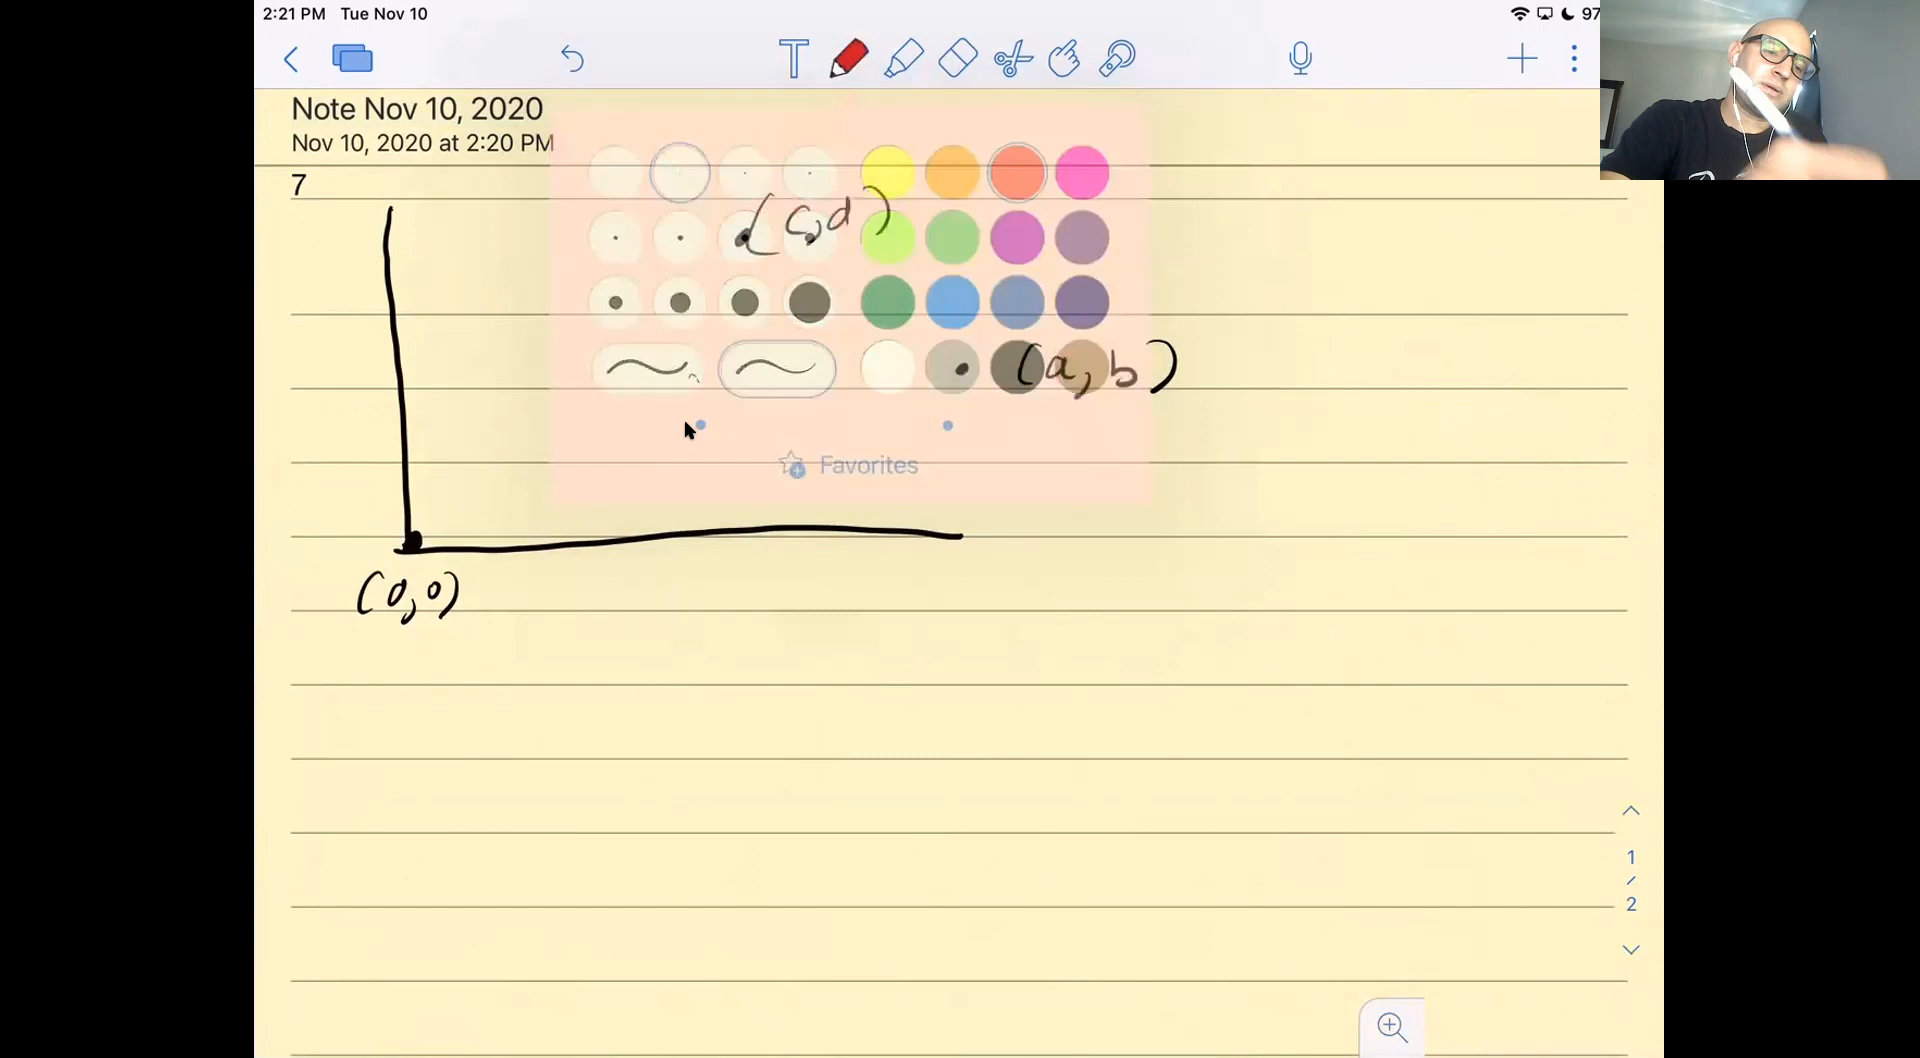 2:21 PM Tue Nov 10
97
T
Note Nov 10, 2020
Nov 10, 2020 at 2:20 PM
7
(c,d)
(a,b)
Favorites
(0,0)
1
/
2